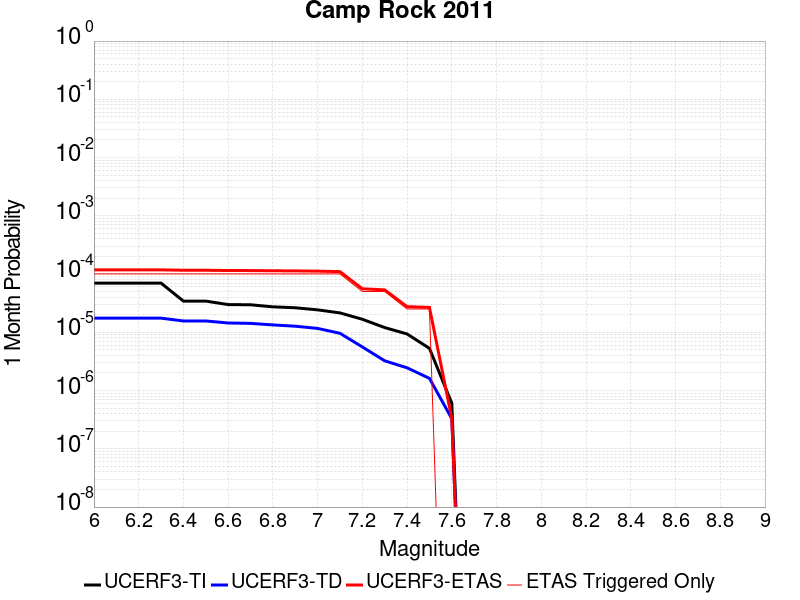 Camp Rock 2011
1 Month Probability
10^0
10^-1
10^-2
10^-3
10^-4
10^-5
10^-6
10^-7
10^-8
6 6.2 6.4 6.6 6.8 7 7.2 7.4 7.6 7.8 8 8.2 8.4 8.6 8.8 9
Magnitude
UCERF3-TI UCERF3-TD UCERF3-ETAS ETAS Triggered Only